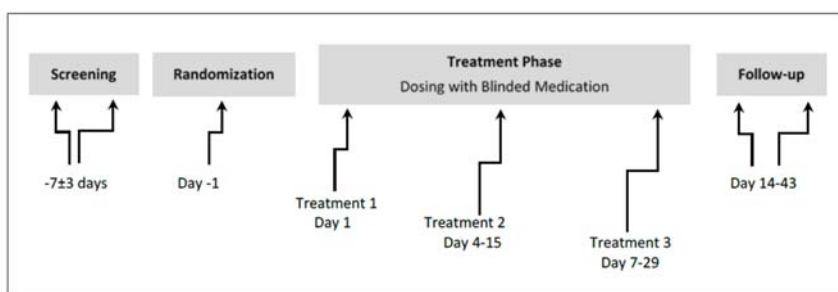 Screening
Randomization
Treatment Phase
Dosing with Blinded Medication
Follow-up
-7±3 days
Day -1
Treatment 1
Day 1
Treatment 2
Day 4-15
Treatment 3
Day 7-29
Day 14-43